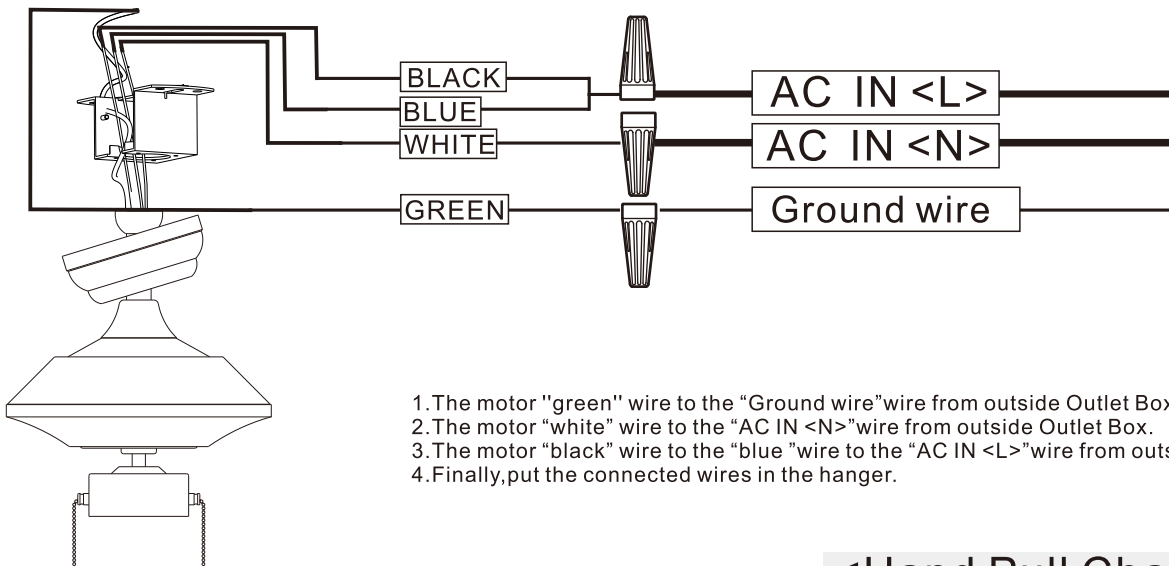 BLACK
AC IN <L>
BLUE
WHITE
AC IN <N>
GREEN
Ground wire
1.The motor ''green'' wire to the “Ground wire”wire from outside Outlet Box
2.The motor “white” wire to the “AC IN <N>”wire from outside Outlet Box.
3.The motor “black” wire to the “blue ”wire to the “AC IN <L>”wire from outs
4.Finally,put the connected wires in the hanger.
<Hand Pull Cha